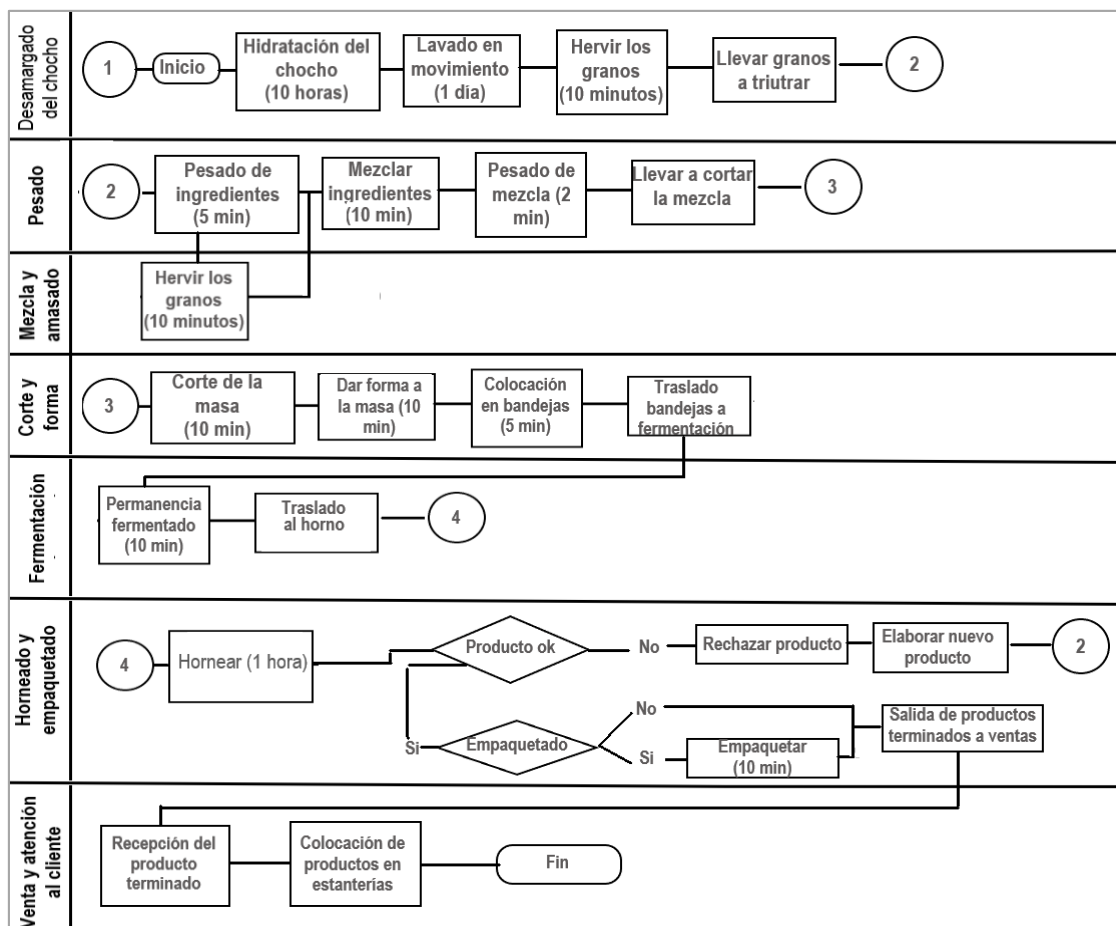 Desamargado
del chocho
1
Inicio
Hidratación del
chocho
(10 horas)
Lavado en
movimiento
(1 día)
Hervir los
granos
(10 minutos)
Llevar granos
a triutrar
2
Pesado
2
Pesado de
ingredientes
(5 min)
Mezclar
ingredientes
(10 min)
Pesado de
mezcla (2
min)
Llevar a cortar
la mezcla
3
Mezcla y
amasado
Hervir los
granos
(10 minutos)
Corte y
forma
3
Corte de la
masa
(10 min)
Dar forma a
la masa (10
min)
Colocación
en bandejas
(5 min)
Traslado
bandejas a
fermentación
Fermentación
Permanencia
fermentado
(10 min)
Traslado
al horno
4
Horneado y
empaquetado
4
Hornear (1 hora)
Producto ok
No
Rechazar producto
Elaborar nuevo
producto
2
Si
Empaquetado
No
Si
Empaquetar
(10 min)
Salida de productos
terminados a ventas
Venta y atención
al cliente
Recepción del
producto
terminado
Colocación de
productos en
estanterías
Fin